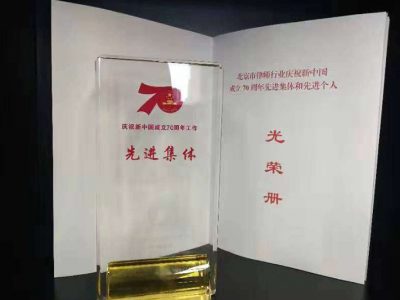 70
庆祝新中国成立70周年工作
先进集体
北京市律师行业庆祝新中国
成立70周年先进集体和先进个人
光
荣
册